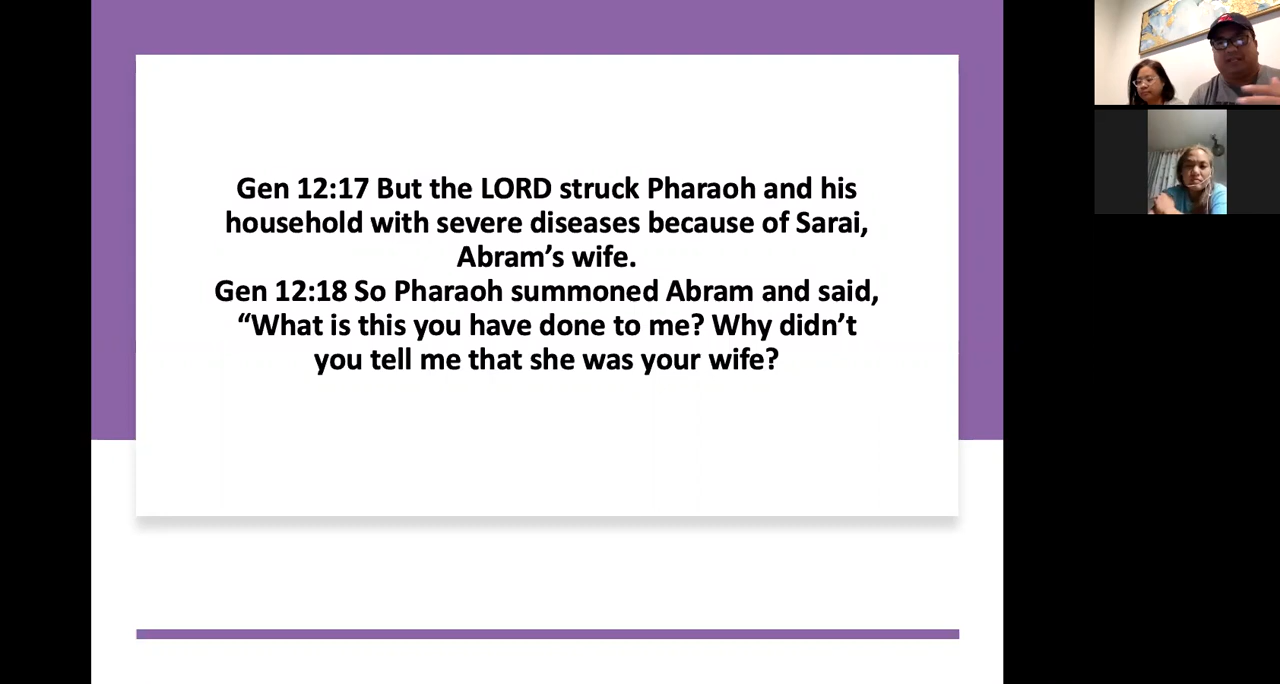 Gen 12:17 But the LORD struck Pharaoh and his
household with severe diseases because of Sarai,
Abram’s wife.
Gen 12:18 So Pharaoh summoned Abram and said,
“What is this you have done to me? Why didn’t
you tell me that she was your wife?